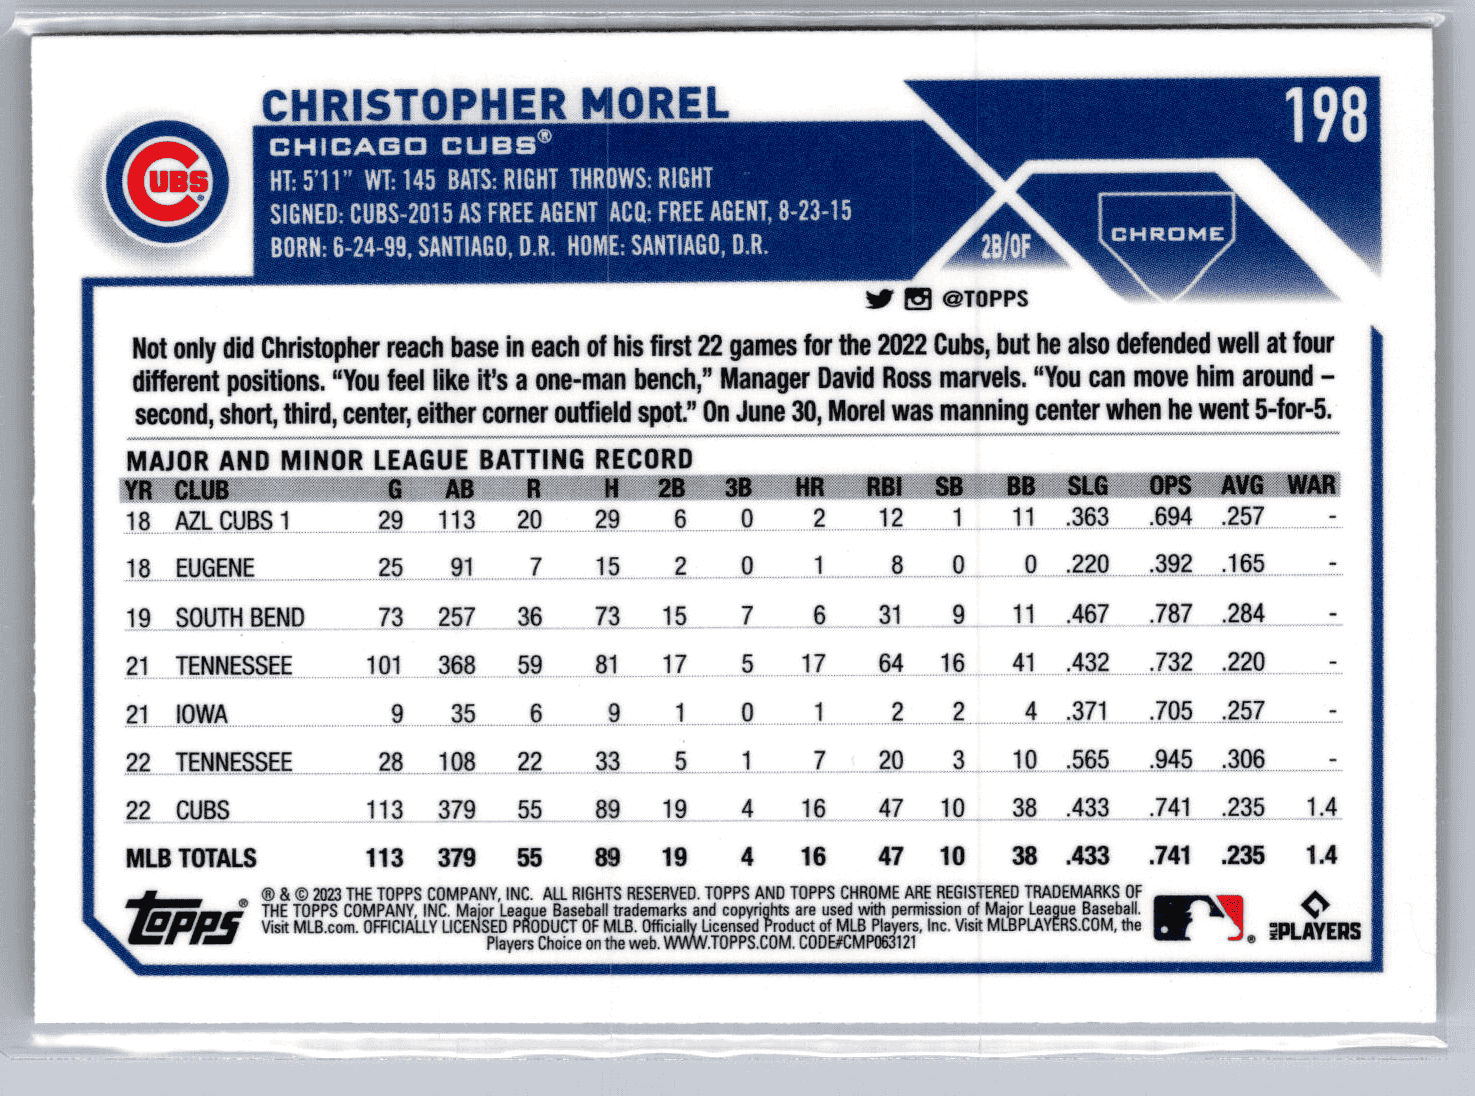 CHRISTOPHER MOREL
198
CHICAGO CUBS®
CUBS®
HT: 5'11" WT: 145 BATS: RIGHT THROWS: RIGHT
SIGNED: CUBS-2015 AS FREE AGENT ACQ: FREE AGENT, 8-23-15
BORN: 6-24-99, SANTIAGO, D.R. HOME: SANTIAGO, D.R.
2B/OF
CHROME
@TOPPS
Not only did Christopher reach base in each of his first 22 games for the 2022 Cubs, but he also defended well at four
different positions. “You feel like it’s a one-man bench,” Manager David Ross marvels. “You can move him around –
second, short, third, center, either corner outfield spot.” On June 30, Morel was manning center when he went 5-for-5.
MAJOR AND MINOR LEAGUE BATTING RECORD
YR CLUB G AB R H 2B 3B HR RBI SB BB SLG OPS AVG WAR
18 AZL CUBS 1 29 113 20 29 6 0 2 12 1 11 .363 .694 .257 -
18 EUGENE 25 91 7 15 2 0 1 8 0 0 .220 .392 .165 -
19 SOUTH BEND 73 257 36 73 15 7 6 31 9 11 .467 .787 .284 -
21 TENNESSEE 101 368 59 81 17 5 17 64 16 41 .432 .732 .220 -
21 IOWA 9 35 6 9 1 0 1 2 2 4 .371 .705 .257 -
22 TENNESSEE 28 108 22 33 5 1 7 20 3 10 .565 .945 .306 -
22 CUBS 113 379 55 89 19 4 16 47 10 38 .433 .741 .235 1.4
MLB TOTALS 113 379 55 89 19 4 16 47 10 38 .433 .741 .235 1.4
Topps®
® & © 2023 THE TOPPS COMPANY, INC. ALL RIGHTS RESERVED. TOPPS AND TOPPS CHROME ARE REGISTERED TRADEMARKS OF
THE TOPPS COMPANY, INC. Major League Baseball trademarks and copyrights are used with permission of Major League Baseball.
Visit MLB.com. OFFICIALLY LICENSED PRODUCT OF MLB. Officially Licensed Product of MLB Players, Inc. Visit MLBPLAYERS.COM, the
Players Choice on the web. WWW.TOPPS.COM. CODE#CMP063121
®
MLB PLAYERS